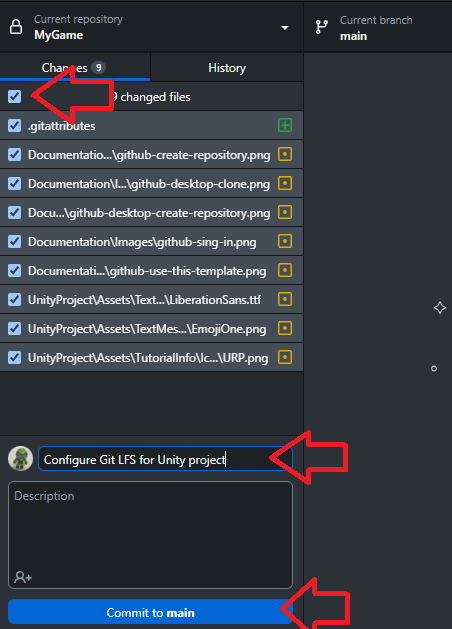 Current repository
MyGame
Current branch
main
Changes 9
History
9 changed files
.gitattributes
Documentatio...\github-create-repository.png
Documentation\I...\github-desktop-clone.png
Docu...\github-desktop-create-repository.png
Documentation\Images\github-sing-in.png
Documentati...\github-use-this-template.png
UnityProject\Assets\Text...\LiberationSans.ttf
UnityProject\Assets\TextMes...\EmojiOne.png
UnityProject\Assets\TutorialInfo\Ic...\URP.png
Configure Git LFS for Unity project
Description
Commit to main